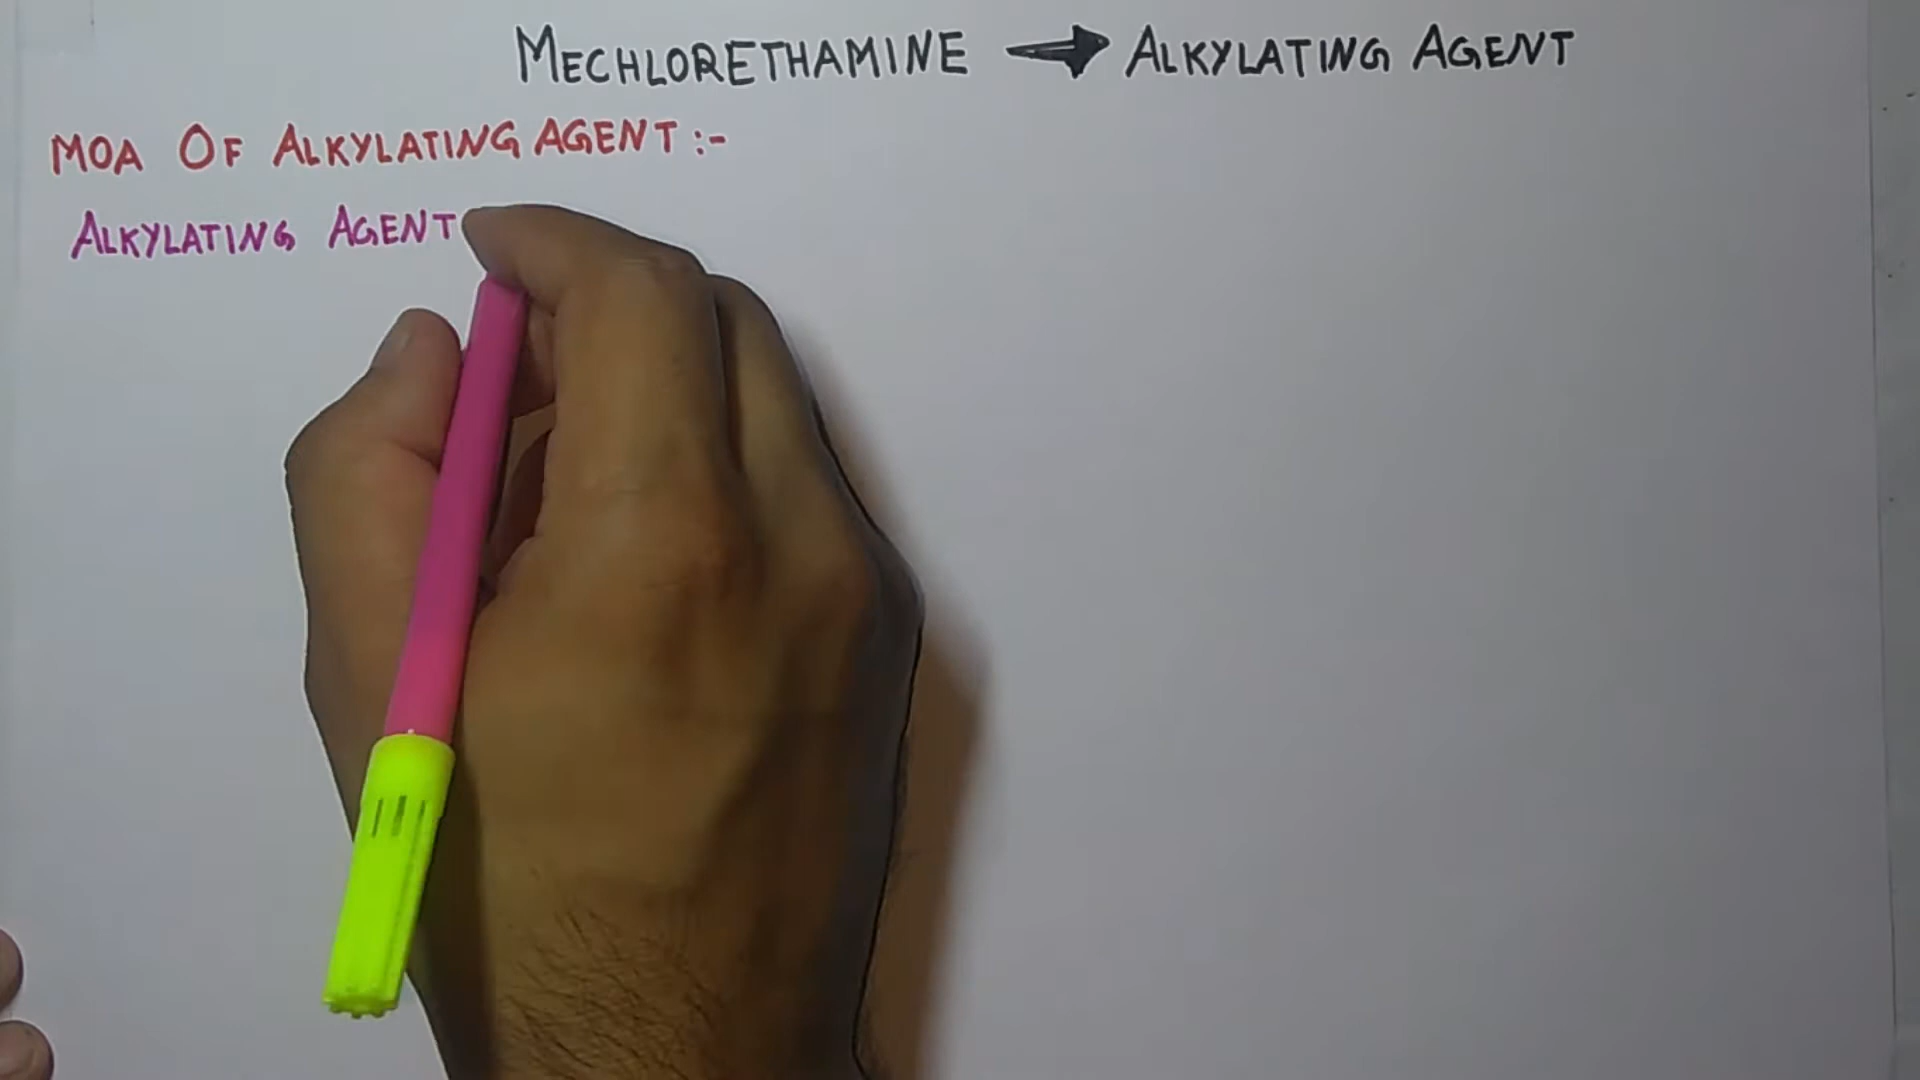 MECHLORETHAMINE → ALKYLATING AGENT
MOA OF ALKYLATING AGENT :-
ALKYLATING AGENT